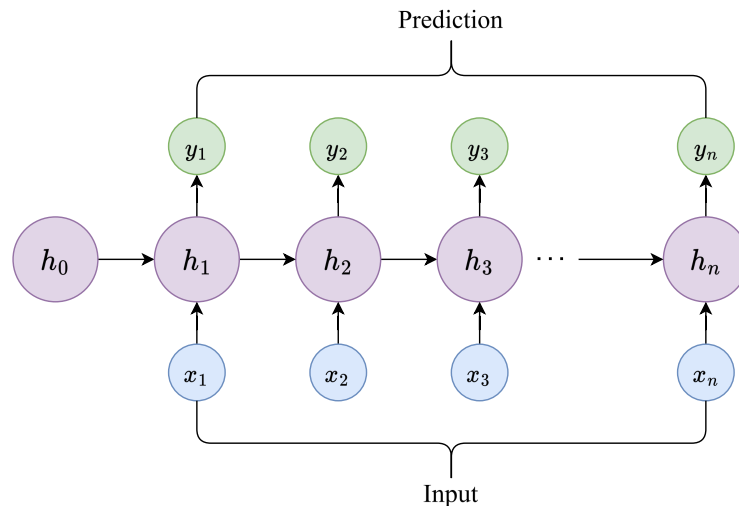 Prediction
y₁ y₂ y₃ yₙ
h₀ h₁ h₂ h₃ ··· hₙ
x₁ x₂ x₃ xₙ
Input